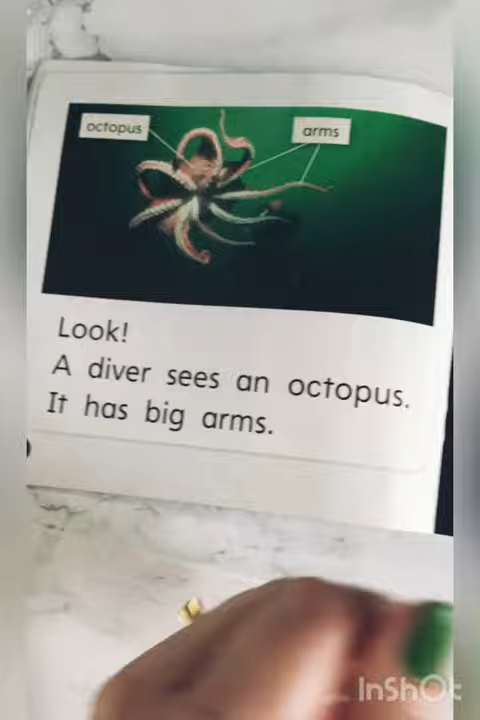 octopus
arms
Look!
A diver sees an octopus.
It has big arms.
InShOt